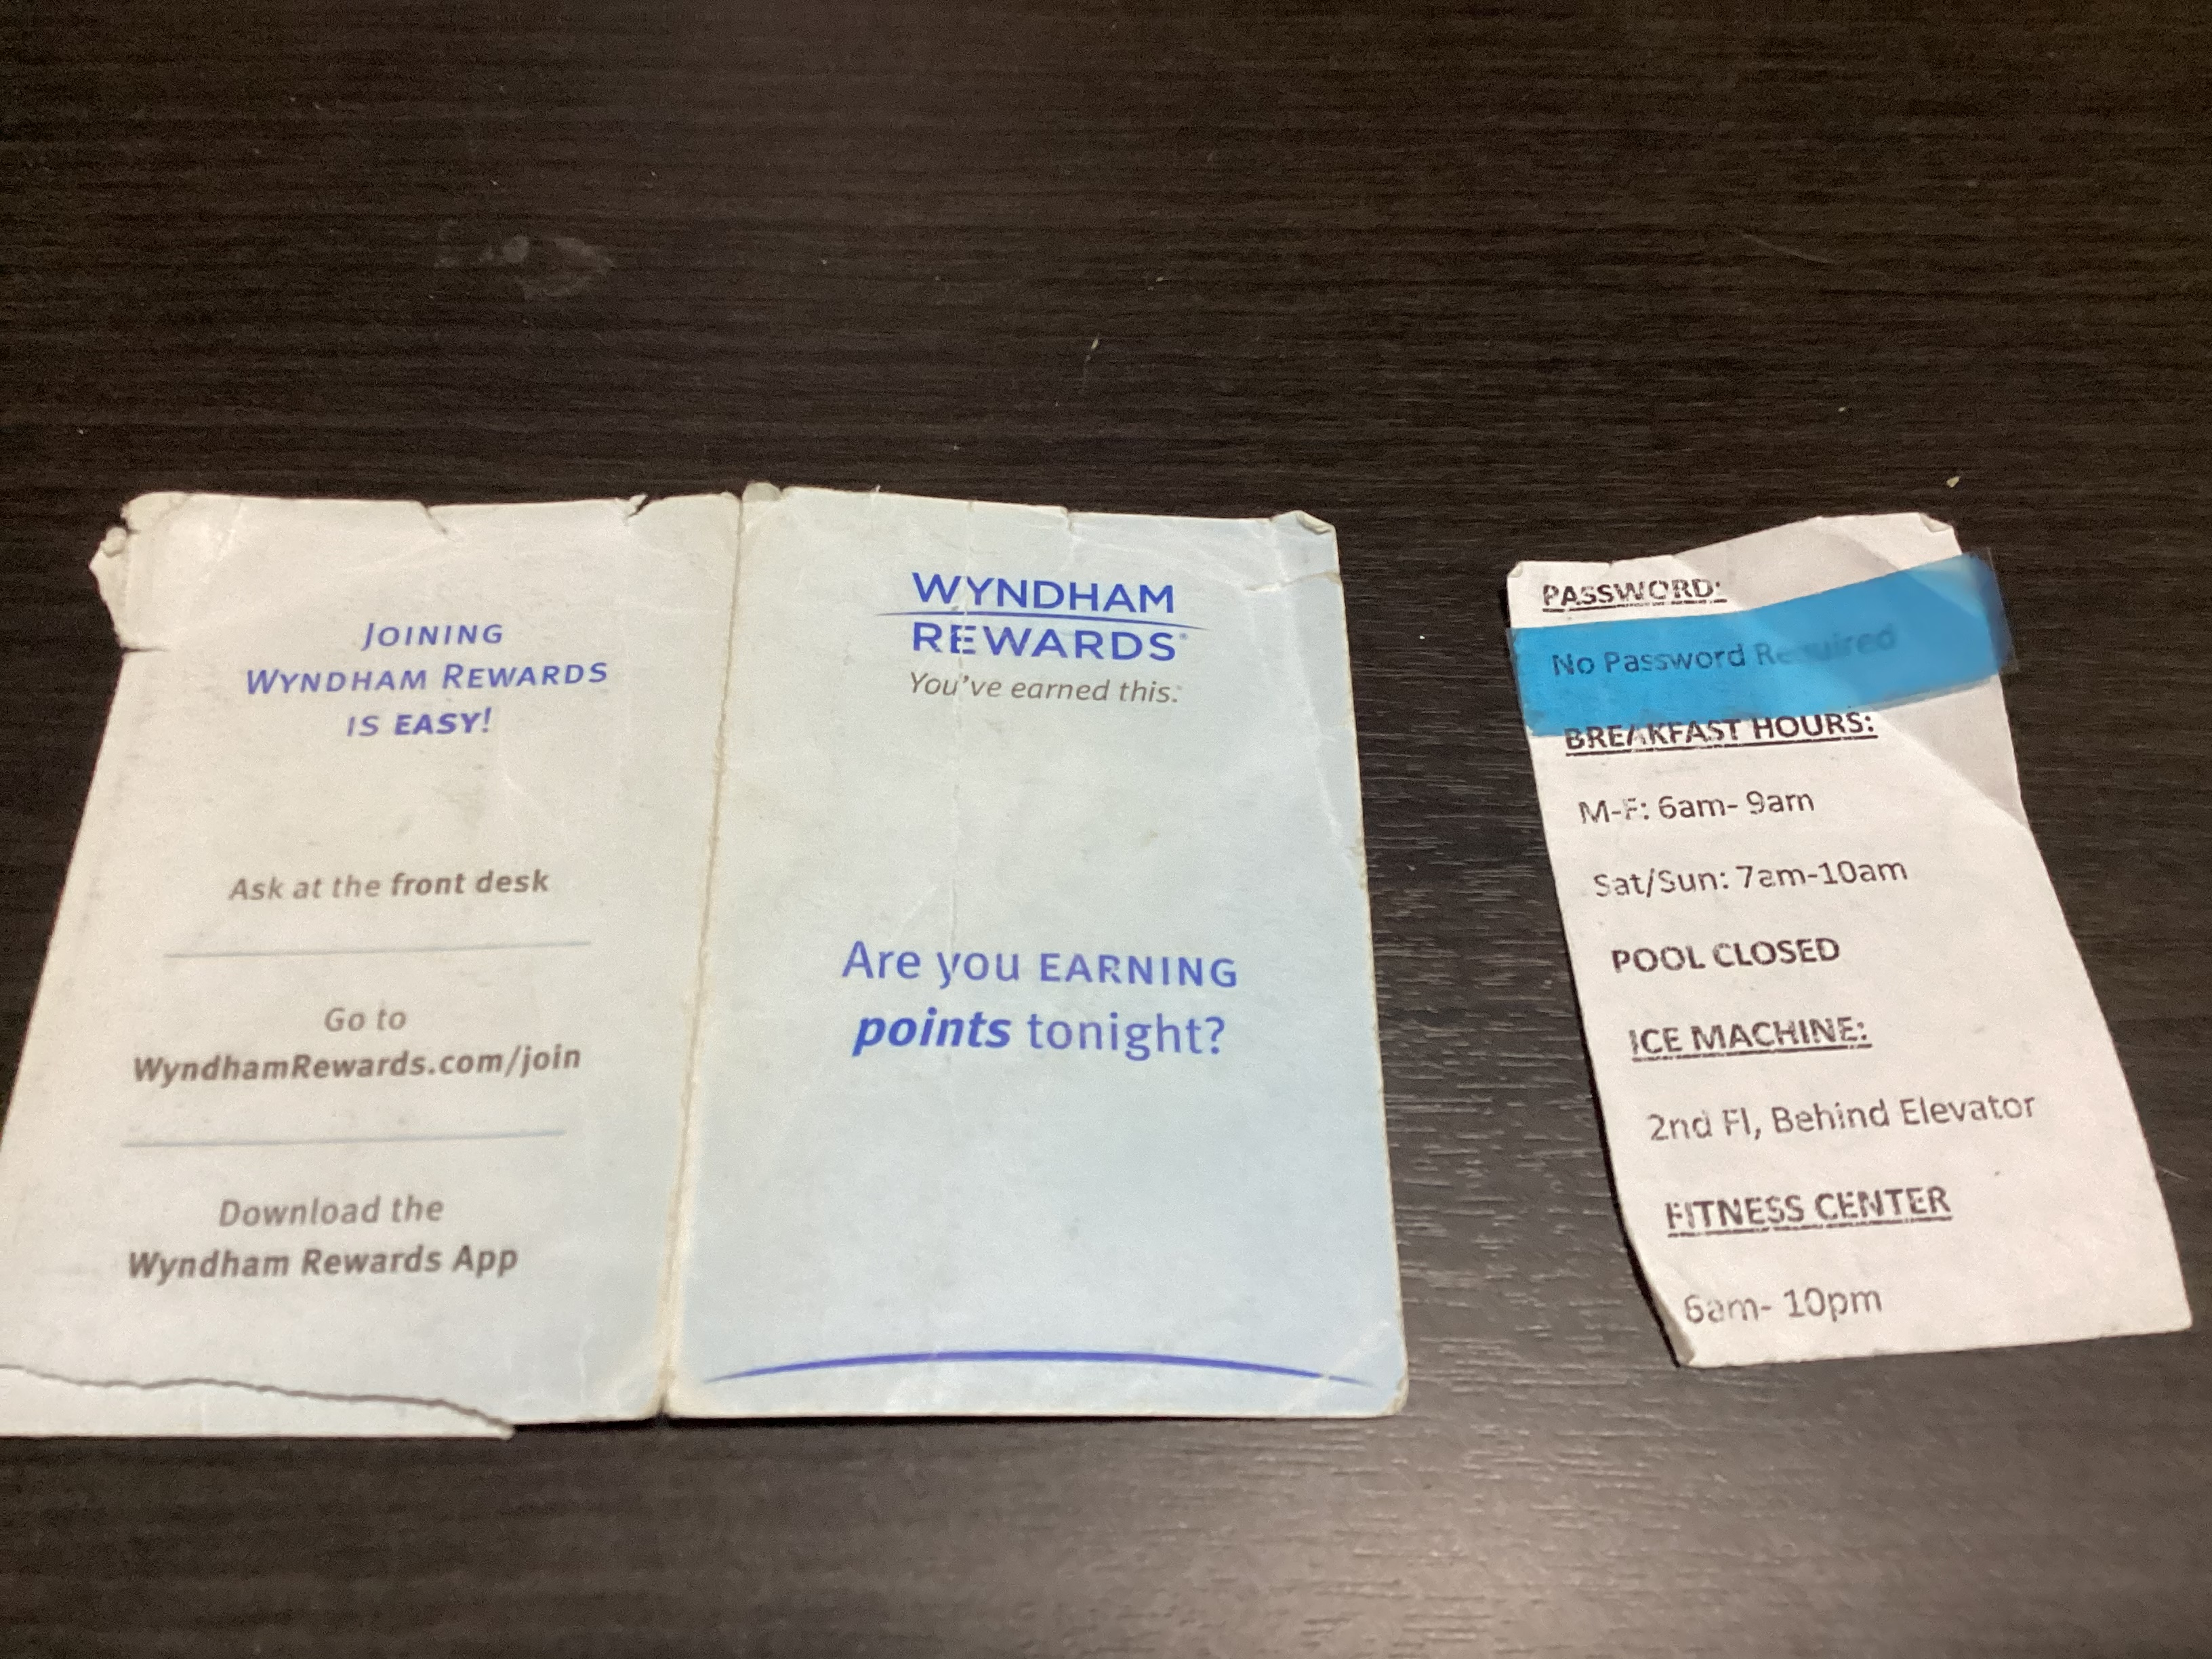 JOINING
WYNDHAM REWARDS
IS EASY!
Ask at the front desk
Go to
WyndhamRewards.com/join
Download the
Wyndham Rewards App
WYNDHAM
REWARDS®
You've earned this.
Are you EARNING
points tonight?
PASSWORD:
No Password Required
BREAKFAST HOURS:
M-F: 6am- 9am
Sat/Sun: 7am-10am
POOL CLOSED
ICE MACHINE:
2nd Fl, Behind Elevator
FITNESS CENTER
6am- 10pm